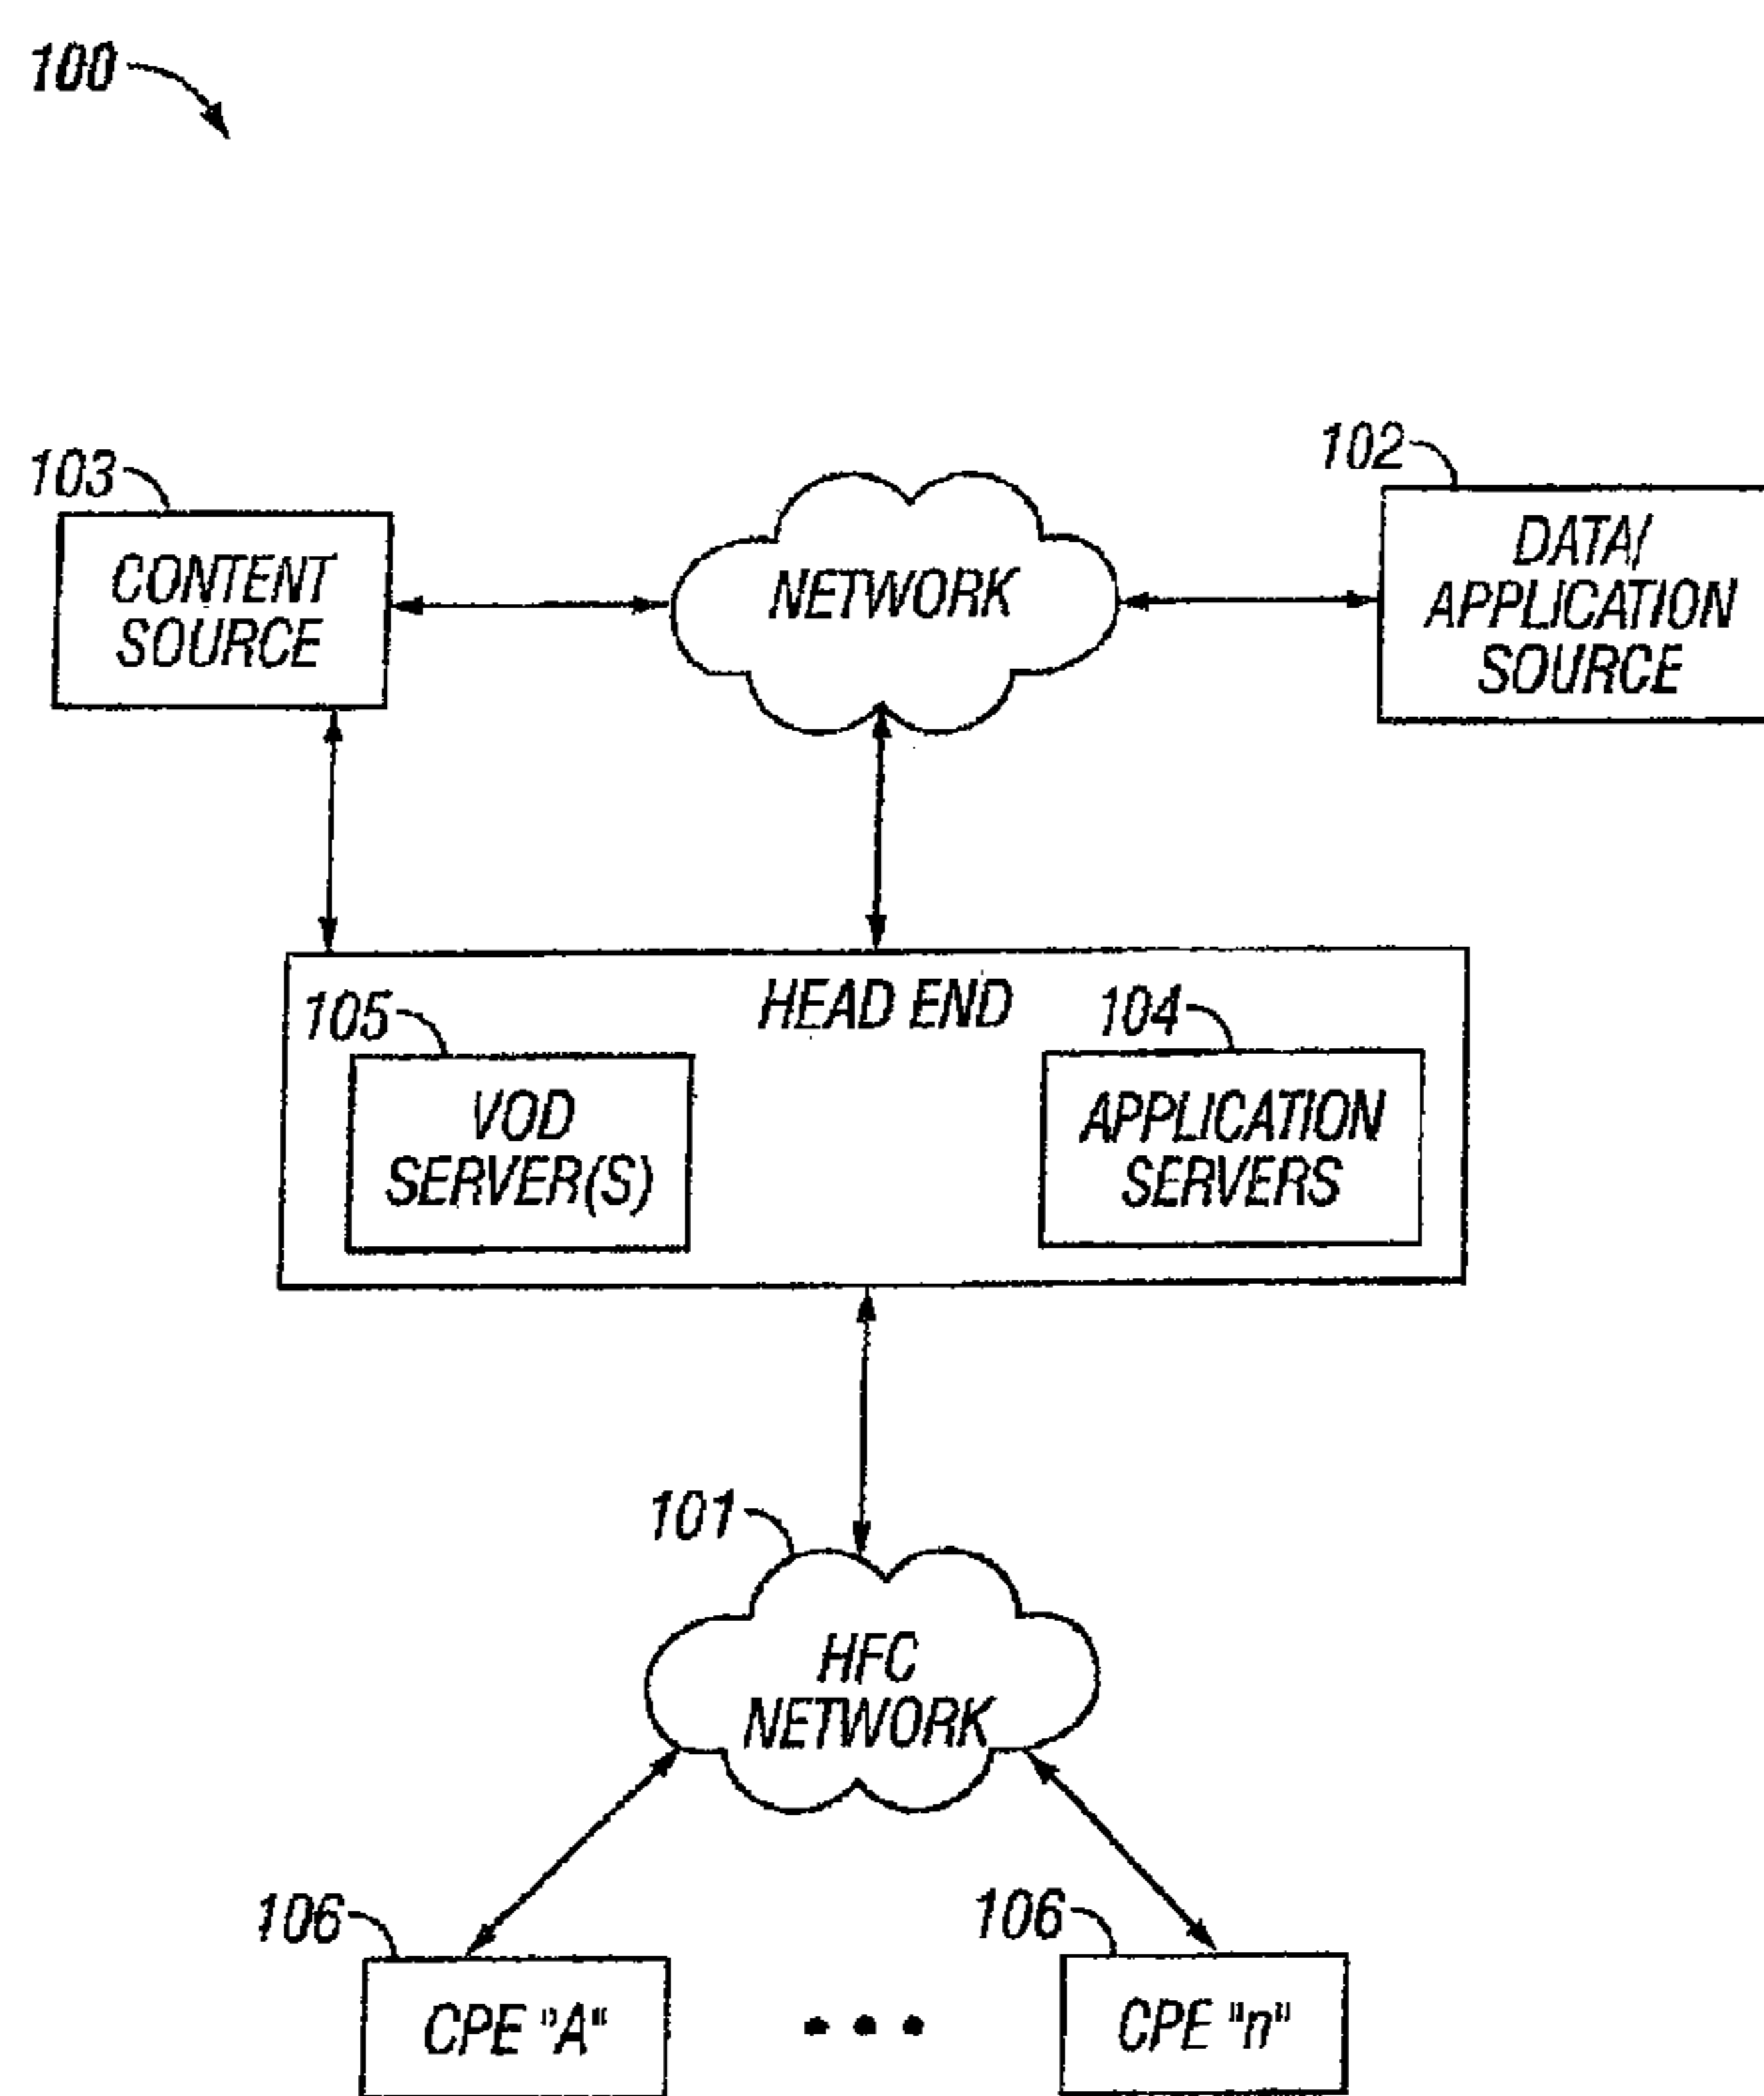 100
103
102
CONTENT
SOURCE
NETWORK
DATA/
APPLICATION
SOURCE
HEAD END
105
104
VOD
SERVER(S)
APPLICATION
SERVERS
101
HFC
NETWORK
106
106
CPE "A"
CPE "n"